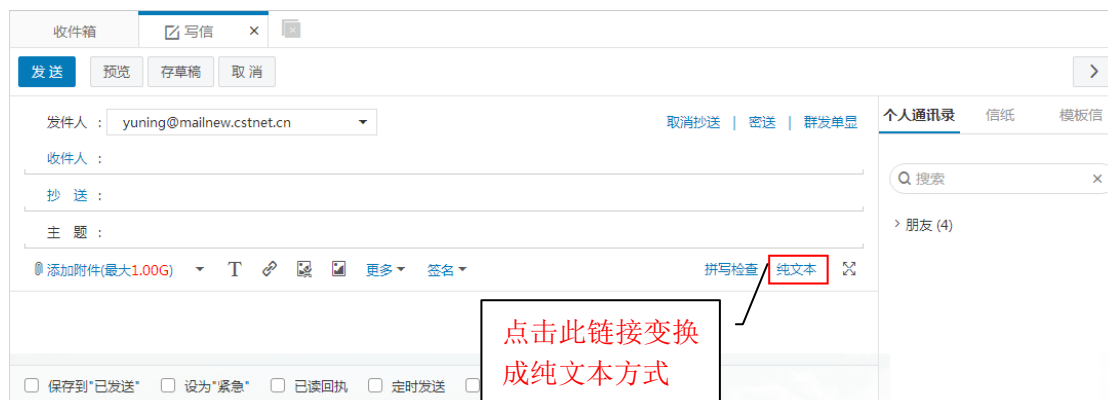 收件箱 写信
发送 预览 存草稿 取消
发件人 : yuning@mailnew.cstnet.cn 取消抄送 | 密送 | 群发单显
收件人 :
抄 送 :
主 题 :
添加附件(最大1.00G) T 更多 签名 拼写检查 纯文本
点击此链接变换
成纯文本方式
保存到"已发送" 设为"紧急" 已读回执 定时发送
个人通讯录 信纸 模板信
搜索
朋友 (4)